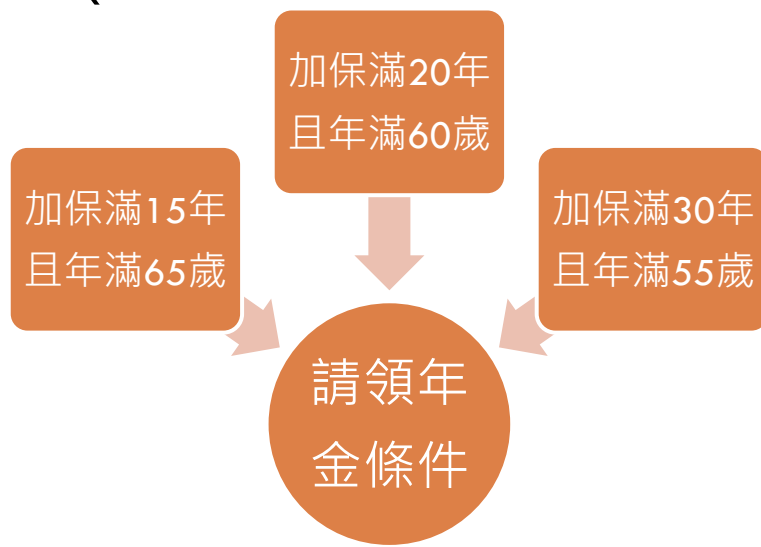 加保滿20年
且年滿60歲
加保滿15年
且年滿65歲
加保滿30年
且年滿55歲
請領年
金條件